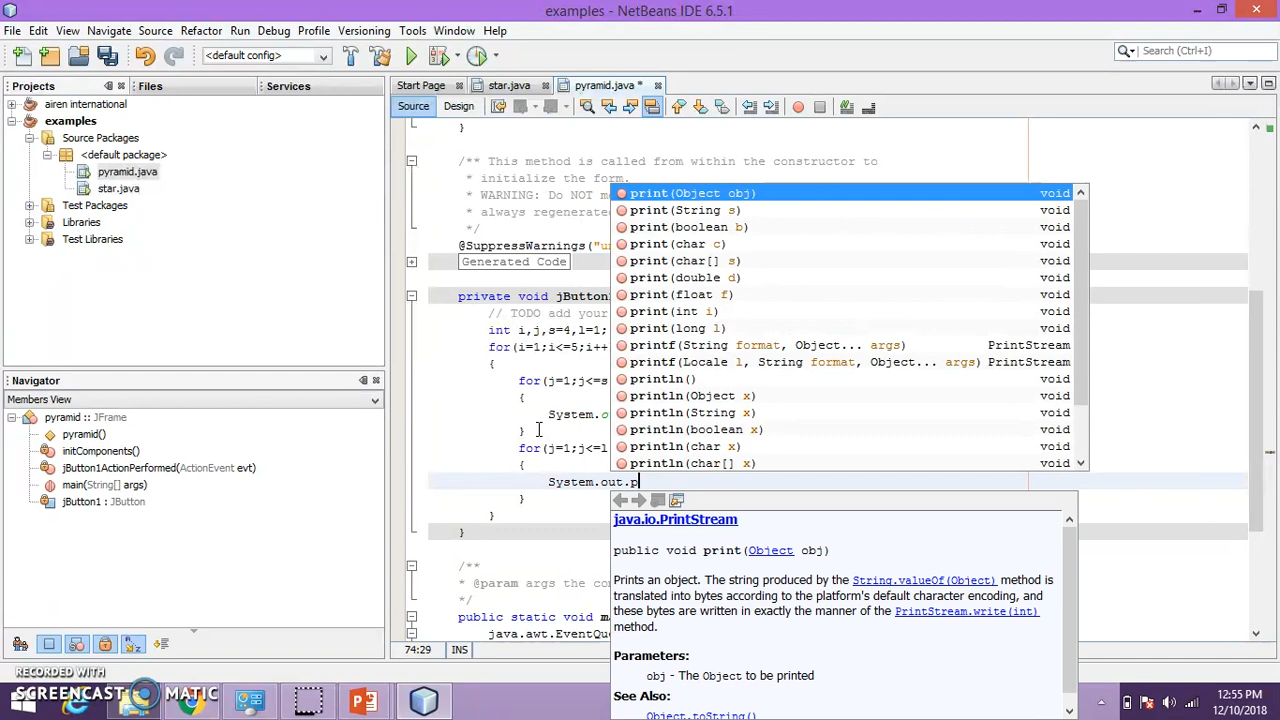 examples - NetBeans IDE 6.5.1
File Edit View Navigate Source Refactor Run Debug Profile Versioning Tools Window Help
<default config>
Search (Ctrl+I)
Projects Files Services
Start Page star.java pyramid.java *
airen international
examples
Source Packages
<default package>
pyramid.java
star.java
Test Packages
Libraries
Test Libraries
Source Design
}
/** This method is called from within the constructor to
* initialize the form.
* WARNING: Do NOT m
* always regenerated
*/
@SuppressWarnings("u
Generated Code
private void jButton
// TODO add your
int i,j,s=4,l=1;
for(i=1;i<=5;i++
{
for(j=1;j<=s
{
System.o
}
for(j=1;j<=l
{
System.out.p
}
}
}
/**
* @param args the co
*/
public static void m
java.awt.EventQu
print(Object obj) void
print(String s) void
print(boolean b) void
print(char c) void
print(char[] s) void
print(double d) void
print(float f) void
print(int i) void
print(long l) void
printf(String format, Object... args) PrintStream
printf(Locale l, String format, Object... args) PrintStream
println() void
println(Object x) void
println(String x) void
println(boolean x) void
println(char x) void
println(char[] x) void
java.io.PrintStream
public void print(Object obj)
Prints an object. The string produced by the String.valueOf(Object) method is
translated into bytes according to the platform's default character encoding, and
these bytes are written in exactly the manner of the PrintStream.write(int)
method.
Parameters:
obj - The Object to be printed
See Also:
Object.toString()
Navigator
Members View
pyramid :: JFrame
pyramid()
initComponents()
jButton1ActionPerformed(ActionEvent evt)
main(String[] args)
jButton1 : JButton
74:29 INS
RECORDED WITH
SCREENCAST MATIC
12:55 PM
12/10/2018